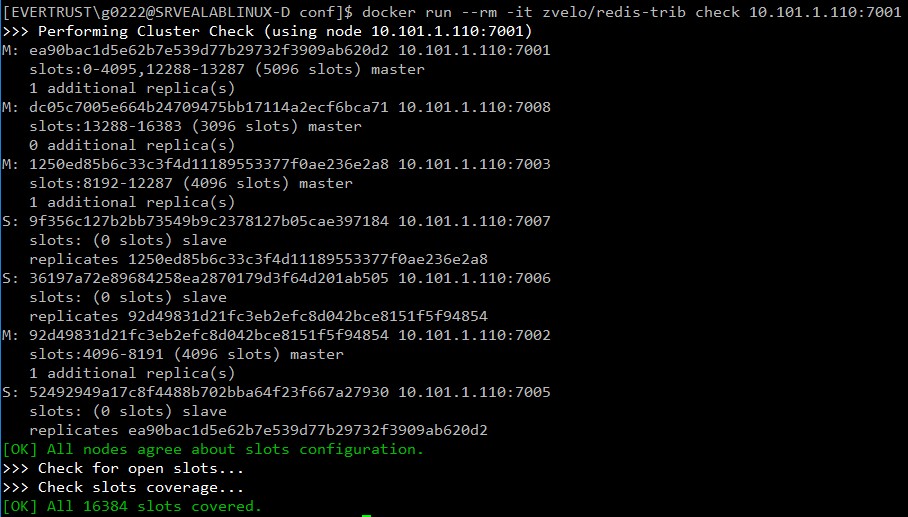 [EVERTRUST\g0222@SRVEALABLINUX-D conf]$ docker run --rm -it zvelo/redis-trib check 10.101.1.110:7001
>>> Performing Cluster Check (using node 10.101.1.110:7001)
M: ea90bac1d5e62b7e539d77b29732f3909ab620d2 10.101.1.110:7001
   slots:0-4095,12288-13287 (5096 slots) master
   1 additional replica(s)
M: dc05c7005e664b24709475bb17114a2ecf6bca71 10.101.1.110:7008
   slots:13288-16383 (3096 slots) master
   0 additional replica(s)
M: 1250ed85b6c33c3f4d11189553377f0ae236e2a8 10.101.1.110:7003
   slots:8192-12287 (4096 slots) master
   1 additional replica(s)
S: 9f356c127b2bb73549b9c2378127b05cae397184 10.101.1.110:7007
   slots: (0 slots) slave
   replicates 1250ed85b6c33c3f4d11189553377f0ae236e2a8
S: 36197a72e89684258ea2870179d3f64d201ab505 10.101.1.110:7006
   slots: (0 slots) slave
   replicates 92d49831d21fc3eb2efc8d042bce8151f5f94854
M: 92d49831d21fc3eb2efc8d042bce8151f5f94854 10.101.1.110:7002
   slots:4096-8191 (4096 slots) master
   1 additional replica(s)
S: 52492949a17c8f4488b702bba64f23f667a27930 10.101.1.110:7005
   slots: (0 slots) slave
   replicates ea90bac1d5e62b7e539d77b29732f3909ab620d2
[OK] All nodes agree about slots configuration.
>>> Check for open slots...
>>> Check slots coverage...
[OK] All 16384 slots covered.